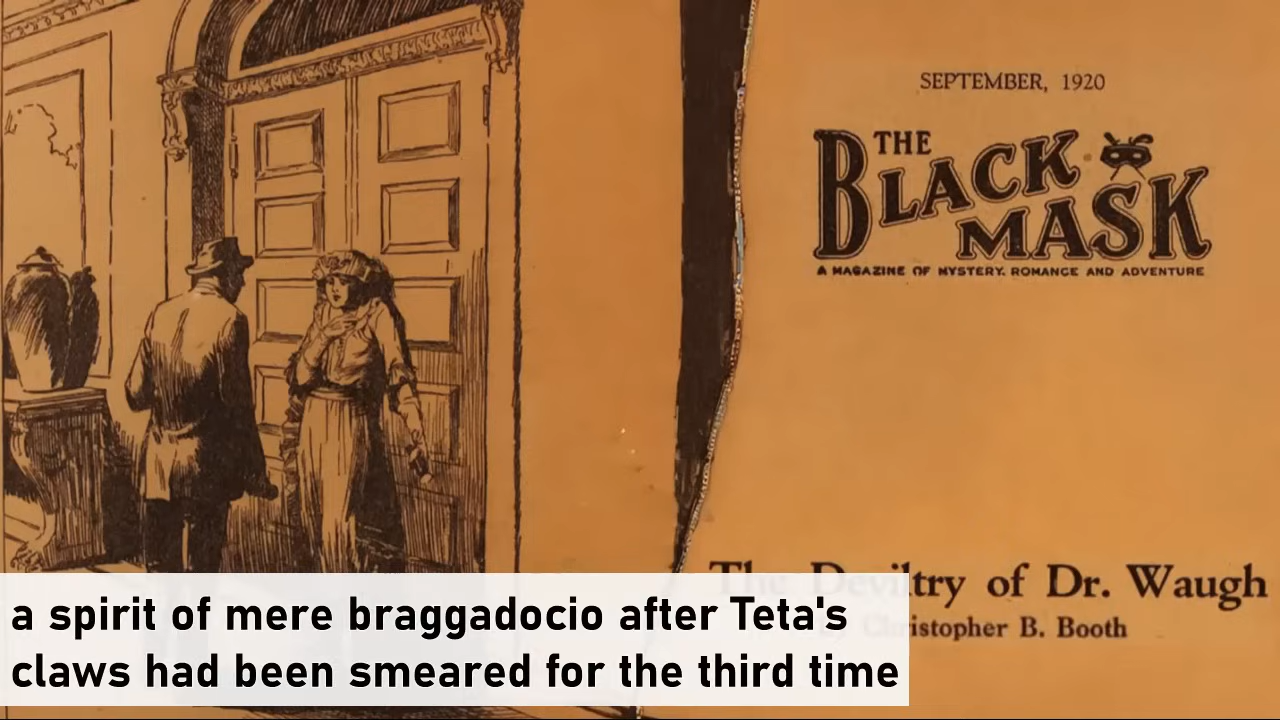 SEPTEMBER, 1920
THE
BLACK
MASK
A MAGAZINE OF MYSTERY, ROMANCE AND ADVENTURE
The Deviltry of Dr. Waugh
Christopher B. Booth
a spirit of mere braggadocio after Teta's
claws had been smeared for the third time